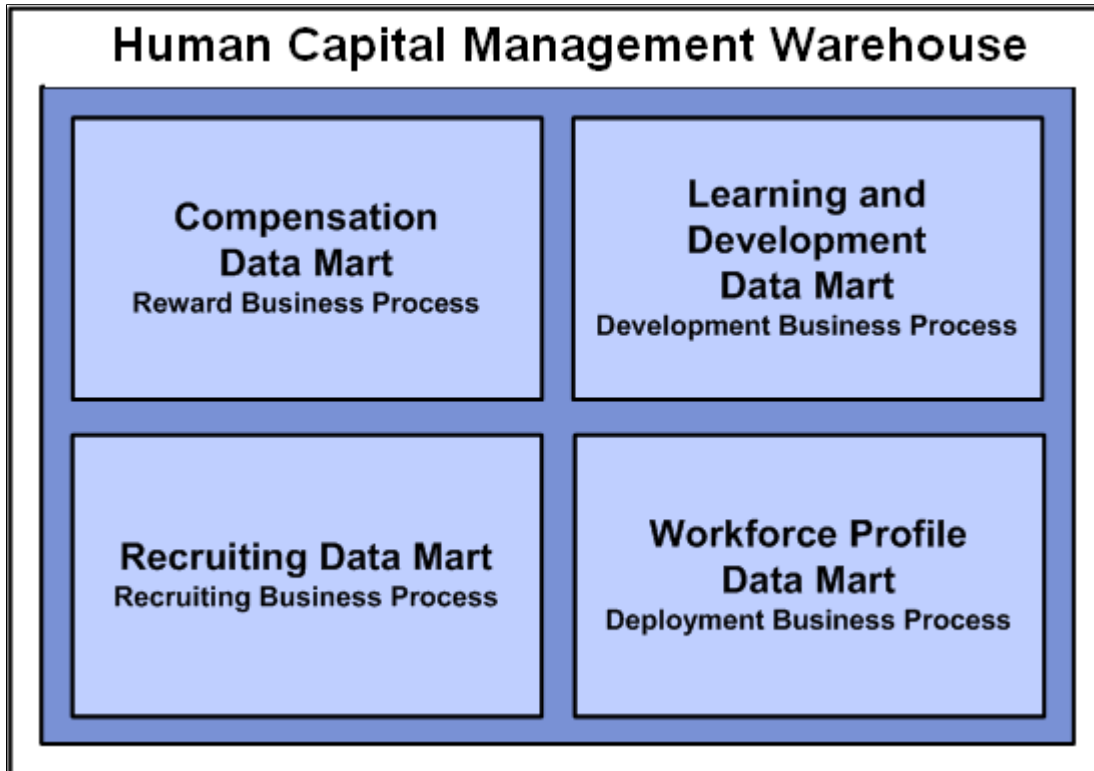 Human Capital Management Warehouse
Compensation
Data Mart
Reward Business Process
Learning and
Development
Data Mart
Development Business Process
Recruiting Data Mart
Recruiting Business Process
Workforce Profile
Data Mart
Deployment Business Process